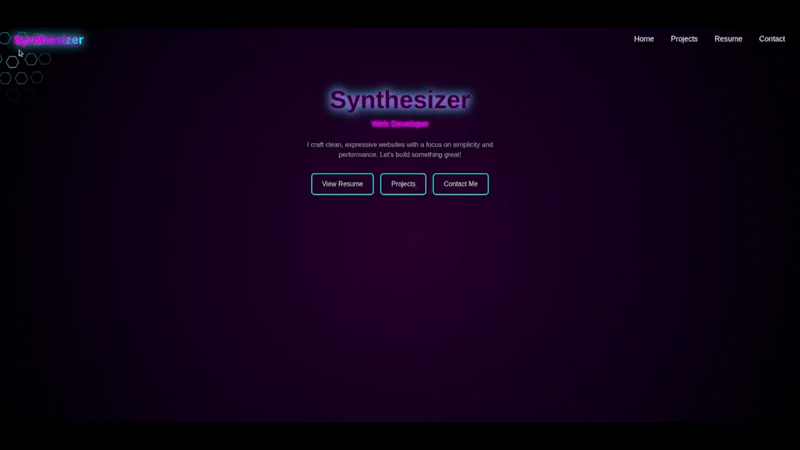 Synthesizer
Home Projects Resume Contact
Synthesizer
Web Developer
I craft clean, expressive websites with a focus on simplicity and
performance. Let's build something great!
View Resume Projects Contact Me